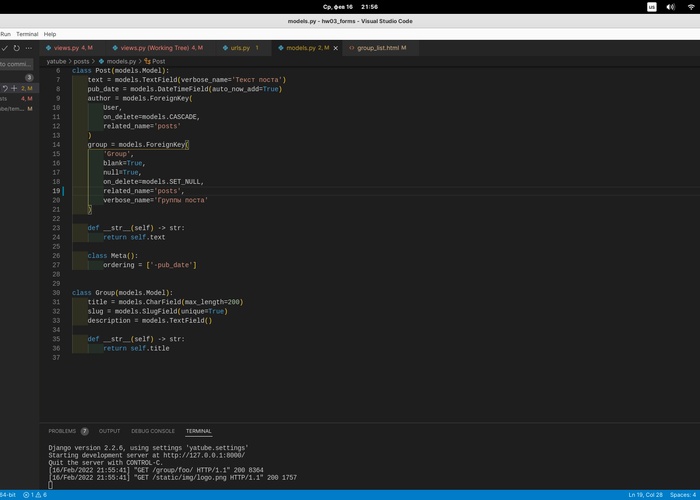 Ср, фев 16 21:56
us
models.py - hw03_forms - Visual Studio Code
Run Terminal Help
views.py 4, M views.py (Working Tree) 4, M urls.py 1 models.py 2, M group_list.html M
yatube > posts > models.py > Post
to commi...
3
2, M
4, M
M
6 class Post(models.Model):
7 text = models.TextField(verbose_name='Текст поста')
8 pub_date = models.DateTimeField(auto_now_add=True)
9 author = models.ForeignKey(
10 User,
11 on_delete=models.CASCADE,
12 related_name='posts'
13 )
14 group = models.ForeignKey(
15 'Group',
16 blank=True,
17 null=True,
18 on_delete=models.SET_NULL,
19 related_name='posts',
20 verbose_name='Группы поста'
21 )
22
23 def __str__(self) -> str:
24 return self.text
25
26 class Meta():
27 ordering = ['-pub_date']
28
29
30 class Group(models.Model):
31 title = models.CharField(max_length=200)
32 slug = models.SlugField(unique=True)
33 description = models.TextField()
34
35 def __str__(self) -> str:
36 return self.title
37
PROBLEMS 7 OUTPUT DEBUG CONSOLE TERMINAL
Django version 2.2.6, using settings 'yatube.settings'
Starting development server at http://127.0.0.1:8000/
Quit the server with CONTROL-C.
[16/Feb/2022 21:55:41] "GET /group/foo/ HTTP/1.1" 200 8364
[16/Feb/2022 21:55:41] "GET /static/img/logo.png HTTP/1.1" 200 1757
64-bit 1 6 Ln 19, Col 28 Spaces: 4